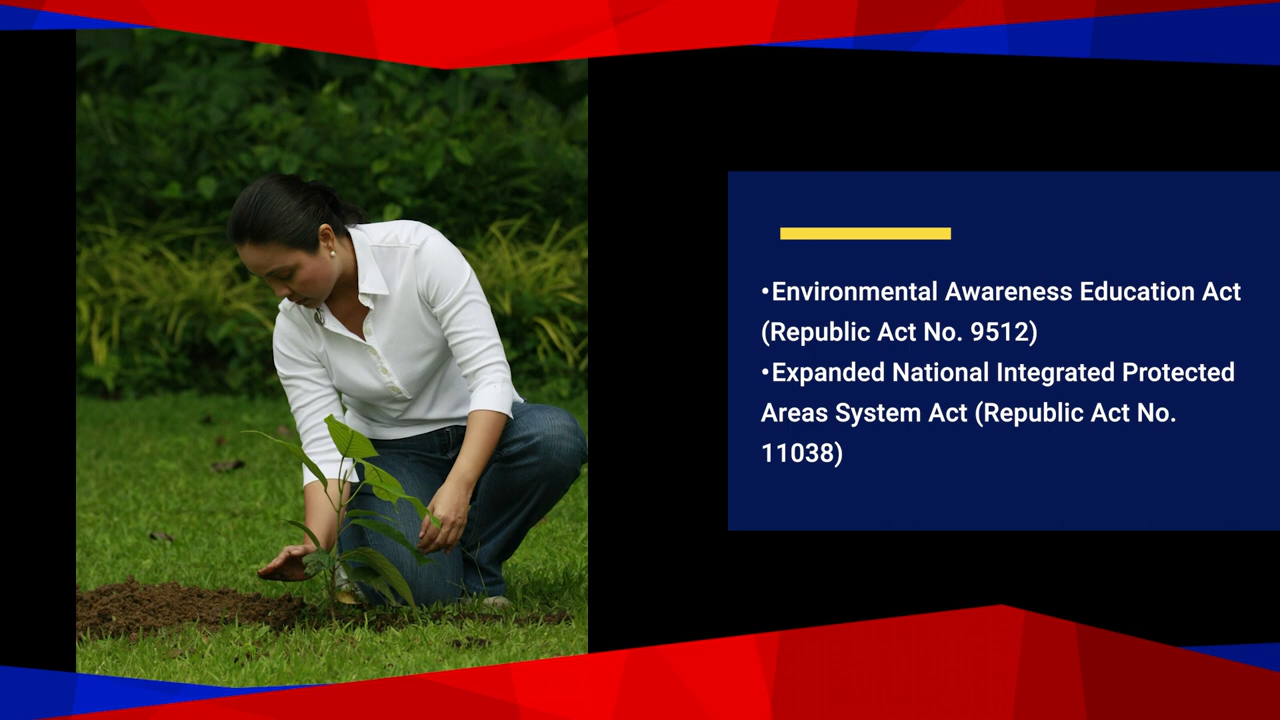 •Environmental Awareness Education Act
(Republic Act No. 9512)
•Expanded National Integrated Protected
Areas System Act (Republic Act No.
11038)